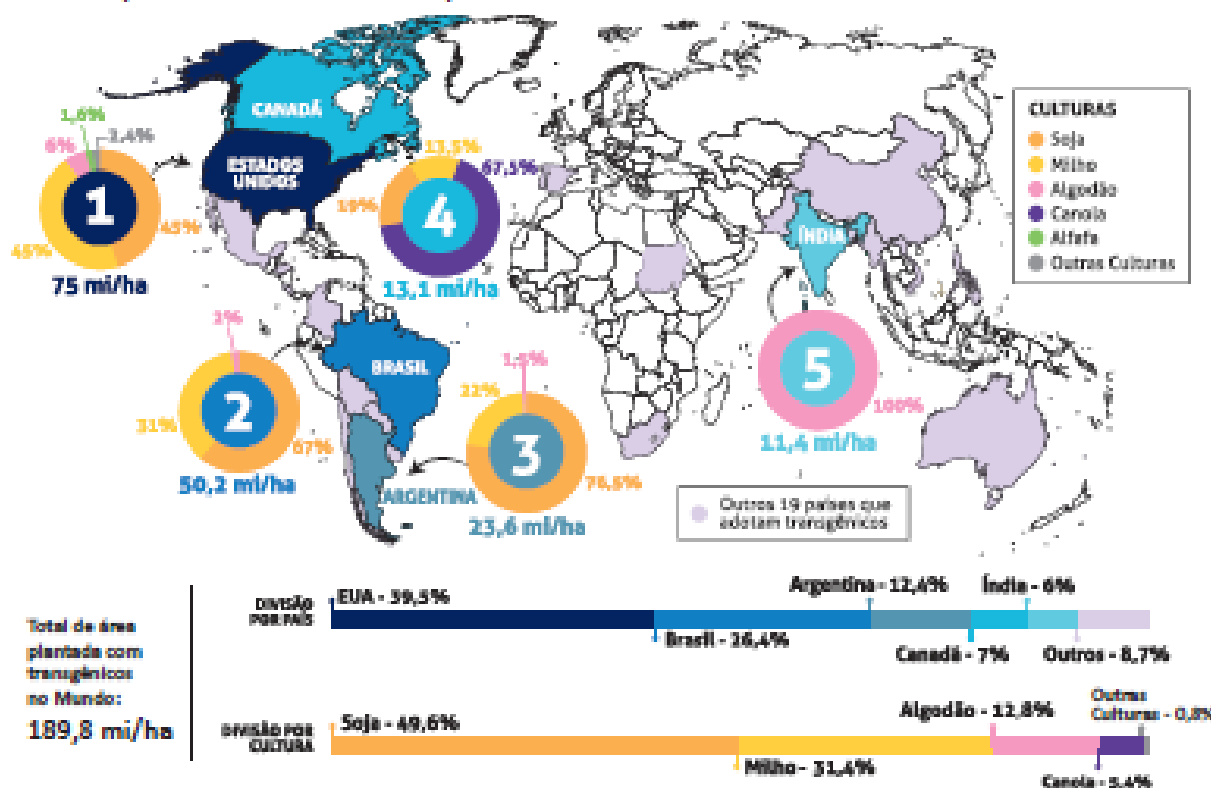 CANADÁ
ESTADOS
UNIDOS
1,6%
2,4%
6%
45%
45%
1
75 mi/ha
13,5%
67,5%
19%
4
13,1 mi/ha
CULTURAS
Soja
Milho
Algodão
Canola
Alfafa
Outras Culturas
ÍNDIA
5
100%
11,4 mi/ha
BRASIL
2%
31%
67%
2
50,2 mi/ha
22%
3
76,5%
ARGENTINA
23,6 mi/ha
Outros 19 países que
adotam transgênicos
Total de área
plantada com
transgênicos
no Mundo:
189,8 mi/ha
DIVISÃO
POR PAÍS
EUA - 39,5%
Brasil - 26,4%
Argentina - 12,4%
Canadá - 7%
Índia - 6%
Outros - 8,7%
DIVISÃO POR
CULTURA
Soja - 49,6%
Milho - 31,4%
Algodão - 12,8%
Canola - 5,4%
Outras
Culturas - 0,8%